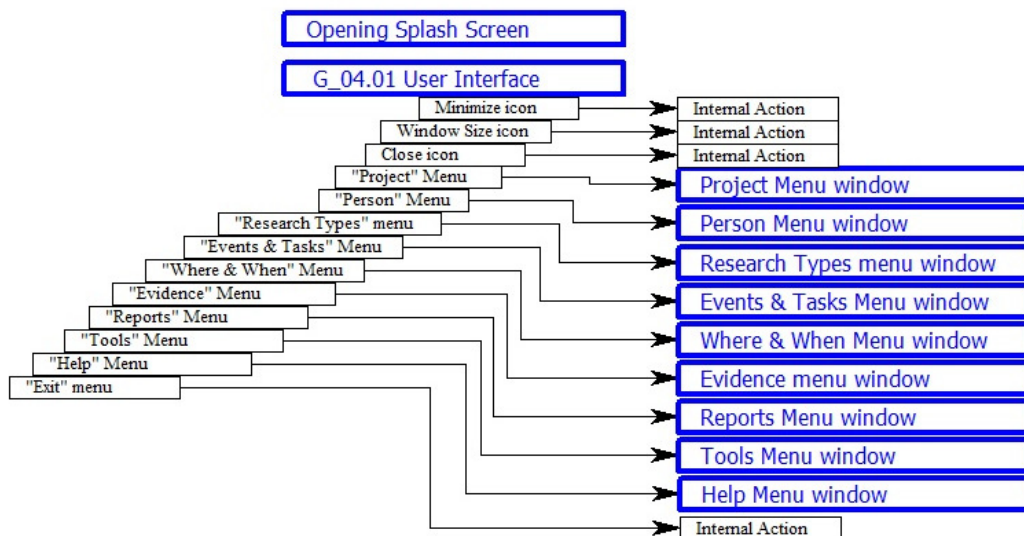 Opening Splash Screen
G_04.01 User Interface
Minimize icon
Internal Action
Window Size icon
Internal Action
Close icon
Internal Action
"Project" Menu
Project Menu window
"Person" Menu
Person Menu window
"Research Types" menu
Research Types menu window
"Events & Tasks" Menu
Events & Tasks Menu window
"Where & When" Menu
Where & When Menu window
"Evidence" Menu
Evidence menu window
"Reports" Menu
Reports Menu window
"Tools" Menu
Tools Menu window
"Help" Menu
Help Menu window
"Exit" menu
Internal Action